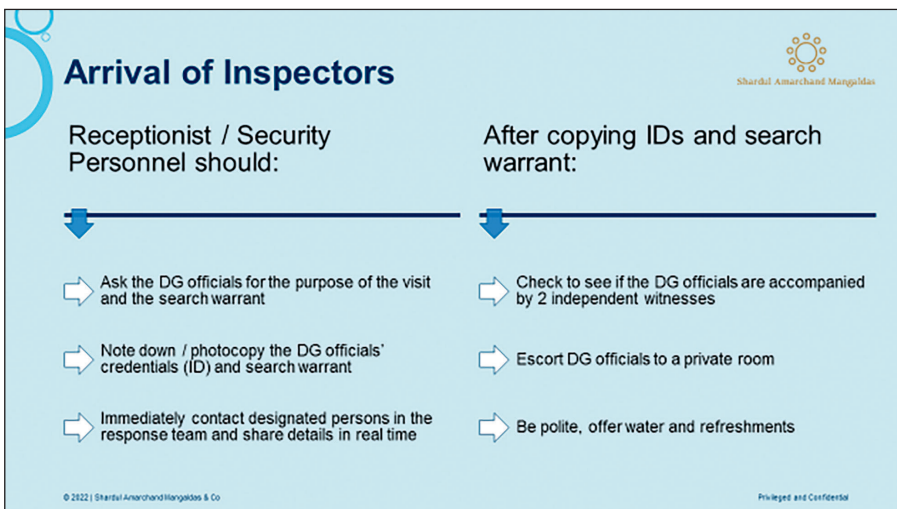 Arrival of Inspectors
Shardul Amarchand Mangaldas
Receptionist / Security
Personnel should:
Ask the DG officials for the purpose of the visit
and the search warrant
Note down / photocopy the DG officials'
credentials (ID) and search warrant
Immediately contact designated persons in the
response team and share details in real time
After copying IDs and search
warrant:
Check to see if the DG officials are accompanied
by 2 independent witnesses
Escort DG officials to a private room
Be polite, offer water and refreshments
© 2022 | Shardul Amarchand Mangaldas & Co
Privileged and Confidential